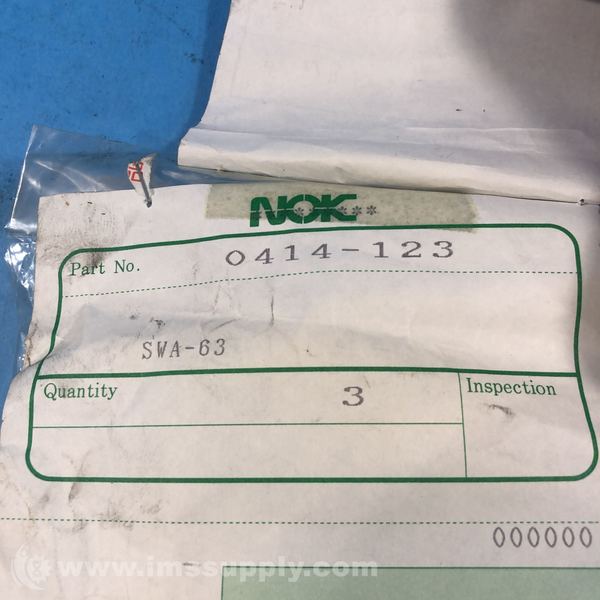 NOK
Part No. 0414-123
SWA-63
Quantity 3 Inspection
000000
www.imssupply.com